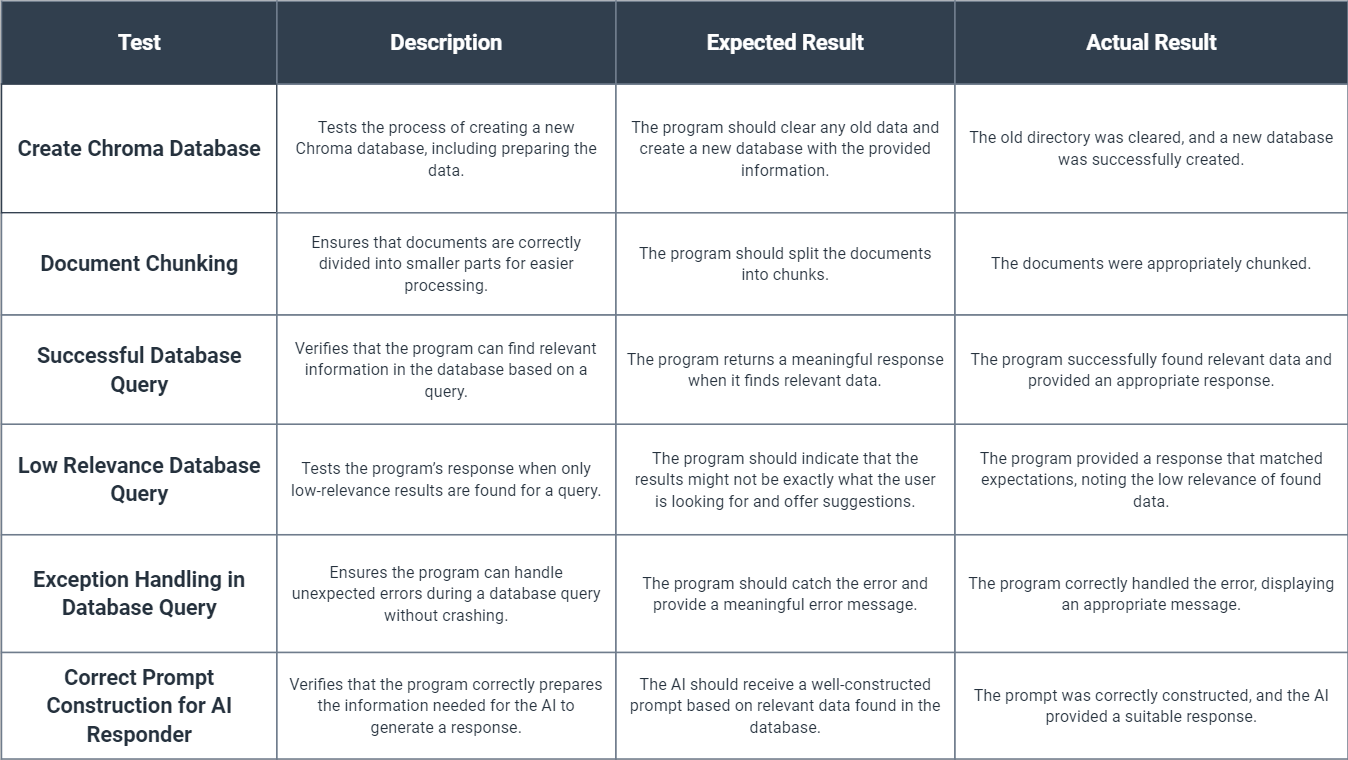 Test
Description
Expected Result
Actual Result
Create Chroma Database
Tests the process of creating a new
Chroma database, including preparing the
data.
The program should clear any old data and
create a new database with the provided
information.
The old directory was cleared, and a new database
was successfully created.
Document Chunking
Ensures that documents are correctly
divided into smaller parts for easier
processing.
The program should split the documents
into chunks.
The documents were appropriately chunked.
Successful Database
Query
Verifies that the program can find relevant
information in the database based on a
query.
The program returns a meaningful response
when it finds relevant data.
The program successfully found relevant data and
provided an appropriate response.
Low Relevance Database
Query
Tests the program’s response when only
low-relevance results are found for a query.
The program should indicate that the
results might not be exactly what the user
is looking for and offer suggestions.
The program provided a response that matched
expectations, noting the low relevance of found
data.
Exception Handling in
Database Query
Ensures the program can handle
unexpected errors during a database query
without crashing.
The program should catch the error and
provide a meaningful error message.
The program correctly handled the error, displaying
an appropriate message.
Correct Prompt
Construction for AI
Responder
Verifies that the program correctly prepares
the information needed for the AI to
generate a response.
The AI should receive a well-constructed
prompt based on relevant data found in the
database.
The prompt was correctly constructed, and the AI
provided a suitable response.